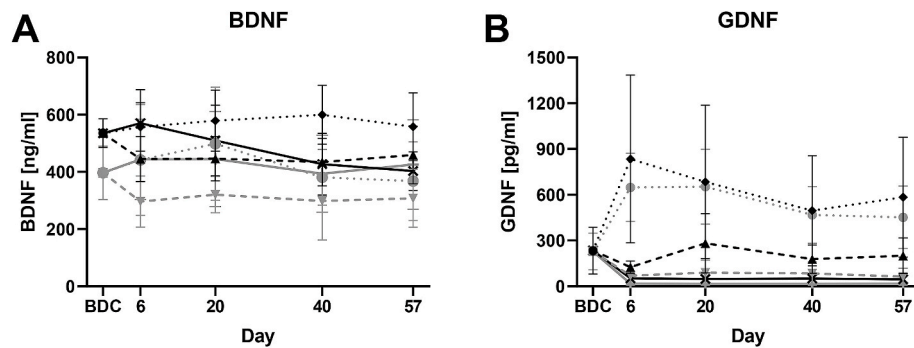 A
BDNF
BDNF [ng/ml]
800
600
400
200
0
BDC 6 20 40 57
Day
B
GDNF
GDNF [pg/ml]
1500
1200
900
600
300
0
BDC 6 20 40 57
Day